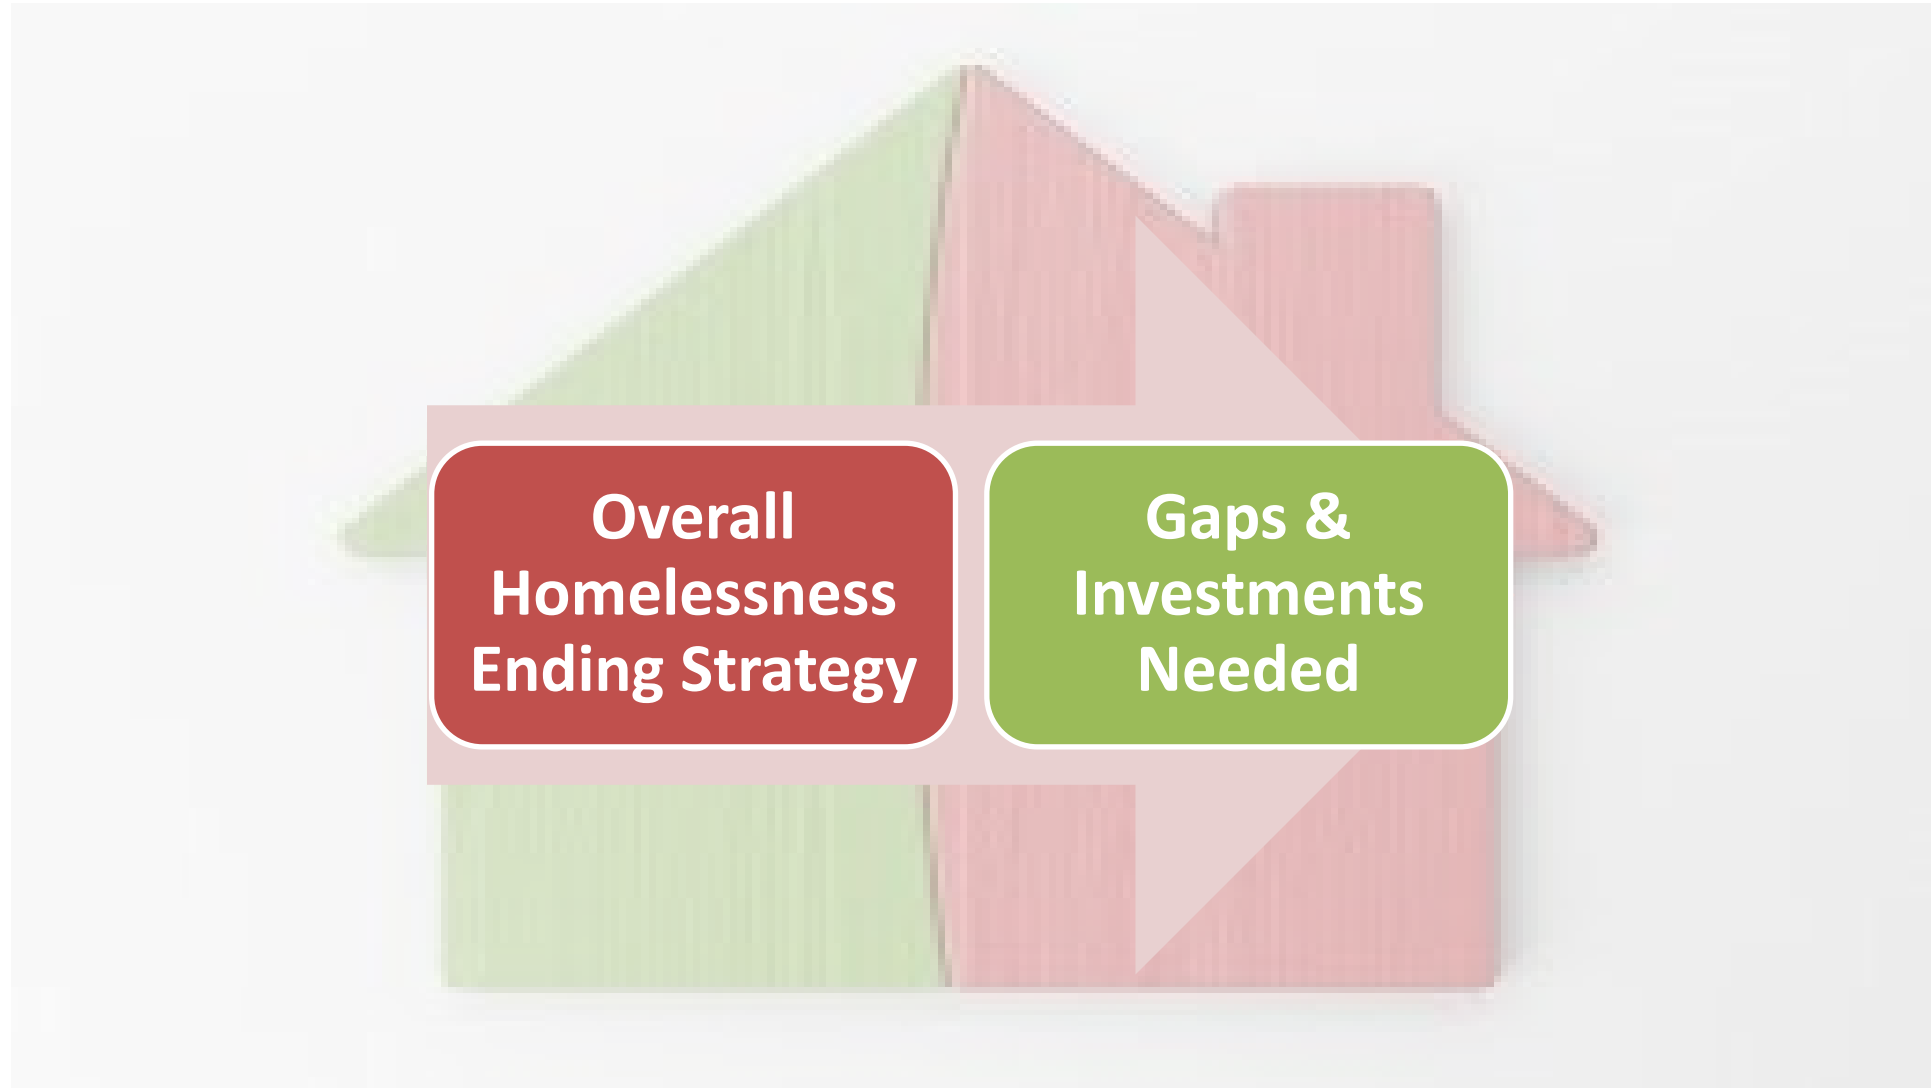 Overall
Homelessness
Ending Strategy
Gaps &
Investments
Needed